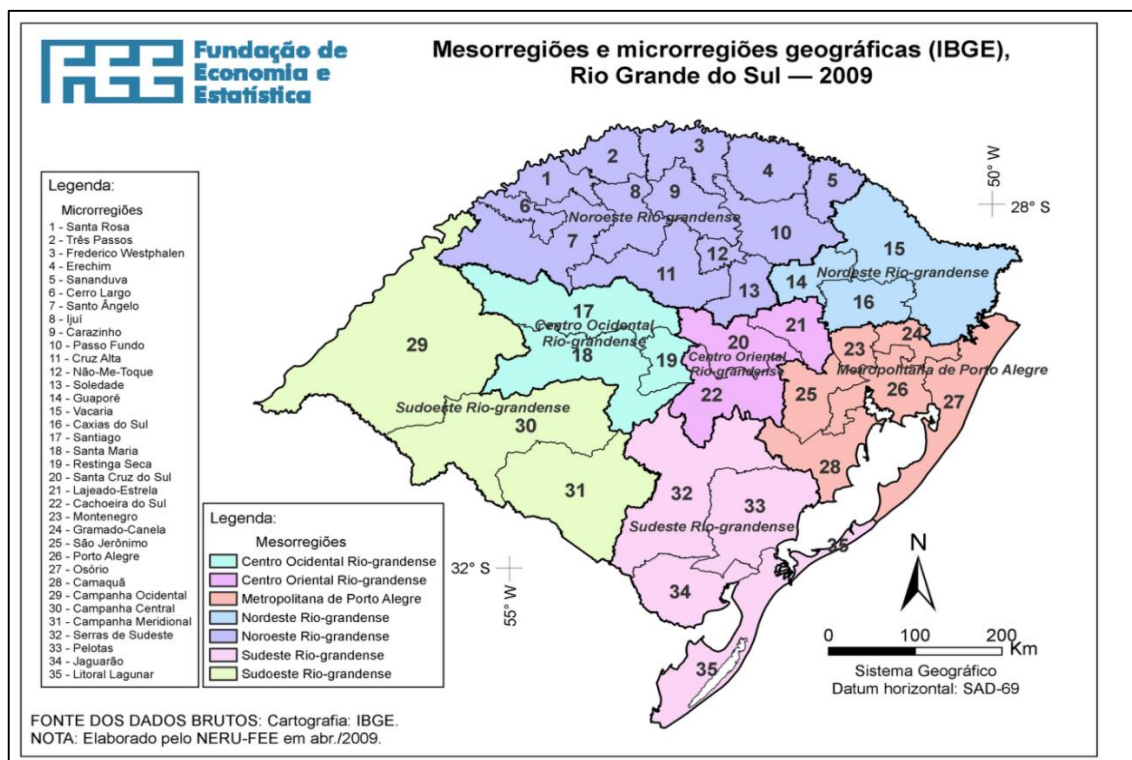 FEE
Fundação de
Economia e
Estatística
Mesorregiões e microrregiões geográficas (IBGE),
Rio Grande do Sul — 2009
Legenda:
Microrregiões
1 - Santa Rosa
2 - Três Passos
3 - Frederico Westphalen
4 - Erechim
5 - Sananduva
6 - Cerro Largo
7 - Santo Ângelo
8 - Ijuí
9 - Carazinho
10 - Passo Fundo
11 - Cruz Alta
12 - Não-Me-Toque
13 - Soledade
14 - Guaporé
15 - Vacaria
16 - Caxias do Sul
17 - Santiago
18 - Santa Maria
19 - Restinga Seca
20 - Santa Cruz do Sul
21 - Lajeado-Estrela
22 - Cachoeira do Sul
23 - Montenegro
24 - Gramado-Canela
25 - São Jerônimo
26 - Porto Alegre
27 - Osório
28 - Camaquã
29 - Campanha Ocidental
30 - Campanha Central
31 - Campanha Meridional
32 - Serras de Sudeste
33 - Pelotas
34 - Jaguarão
35 - Litoral Lagunar
Legenda:
Mesorregiões
Centro Ocidental Rio-grandense
Centro Oriental Rio-grandense
Metropolitana de Porto Alegre
Nordeste Rio-grandense
Noroeste Rio-grandense
Sudeste Rio-grandense
Sudoeste Rio-grandense
50° W
28° S
1
2
3
4
5
6
8
9
Noroeste Rio-grandense
7
10
11
12
13
15
Nordeste Rio-grandense
14
16
17
Centro Ocidental
Rio-grandense
18
19
20
21
Centro Oriental
Rio-grandense
22
23
24
Metropolitana de Porto Alegre
25
26
27
28
29
Sudoeste Rio-grandense
30
31
32
33
Sudeste Rio-grandense
34
35
35
32° S
55° W
N
0 100 200
Km
Sistema Geográfico
Datum horizontal: SAD-69
FONTE DOS DADOS BRUTOS: Cartografia: IBGE.
NOTA: Elaborado pelo NERU-FEE em abr./2009.